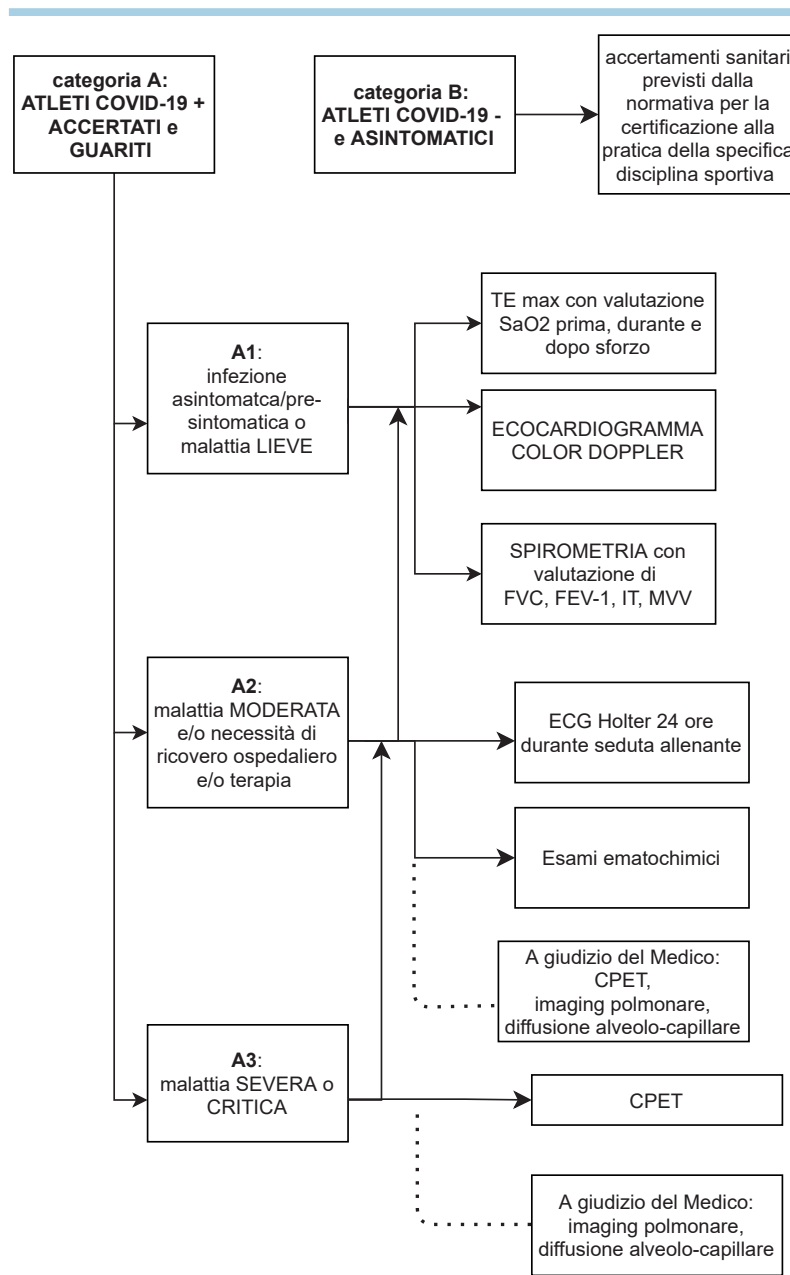 categoria A:
ATLETI COVID-19 +
ACCERTATI e
GUARITI
categoria B:
ATLETI COVID-19 -
e ASINTOMATICI
accertamenti sanitari
previsti dalla
normativa per la
certificazione alla
pratica della specifica
disciplina sportiva
A1:
infezione
asintomatca/pre-
sintomatica o
malattia LIEVE
TE max con valutazione
SaO2 prima, durante e
dopo sforzo
ECOCARDIOGRAMMA
COLOR DOPPLER
SPIROMETRIA con
valutazione di
FVC, FEV-1, IT, MVV
A2:
malattia MODERATA
e/o necessità di
ricovero ospedaliero
e/o terapia
ECG Holter 24 ore
durante seduta allenante
Esami ematochimici
A giudizio del Medico:
CPET,
imaging polmonare,
diffusione alveolo-capillare
A3:
malattia SEVERA o
CRITICA
CPET
A giudizio del Medico:
imaging polmonare,
diffusione alveolo-capillare